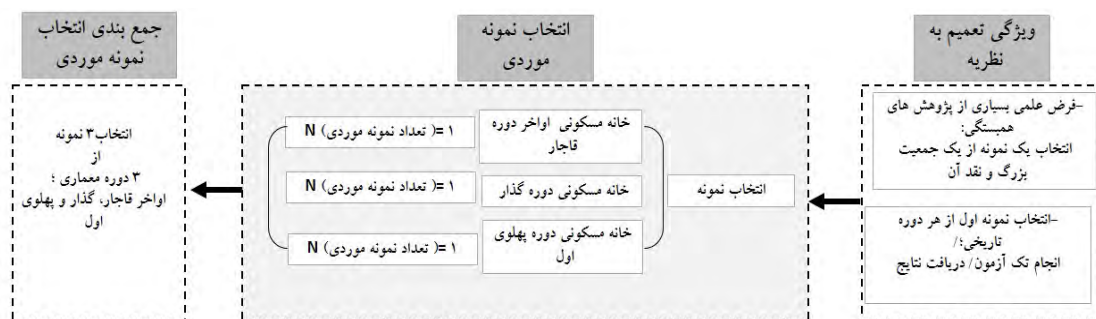 ویژگی تعمیم به
نظریه
-فرض علمی بسیاری از پژوهش های
همبستگی:
انتخاب یک نمونه از یک جمعیت
بزرگ و نقد آن
-انتخاب نمونه اول از هر دوره
تاریخی؛/
انجام تک آزمون/ دریافت نتایج
انتخاب نمونه
موردی
انتخاب نمونه
خانه مسکونی اواخر دوره
قاجار
۱ =( تعداد نمونه موردی) N
خانه مسکونی دوره گذار
۱ =( تعداد نمونه موردی) N
خانه مسکونی دوره پهلوی
اول
۱ =( تعداد نمونه موردی) N
جمع بندی انتخاب
نمونه موردی
انتخاب۳ نمونه
از
۳ دوره معماری ؛
اواخر قاجار، گذار و پهلوی
اول